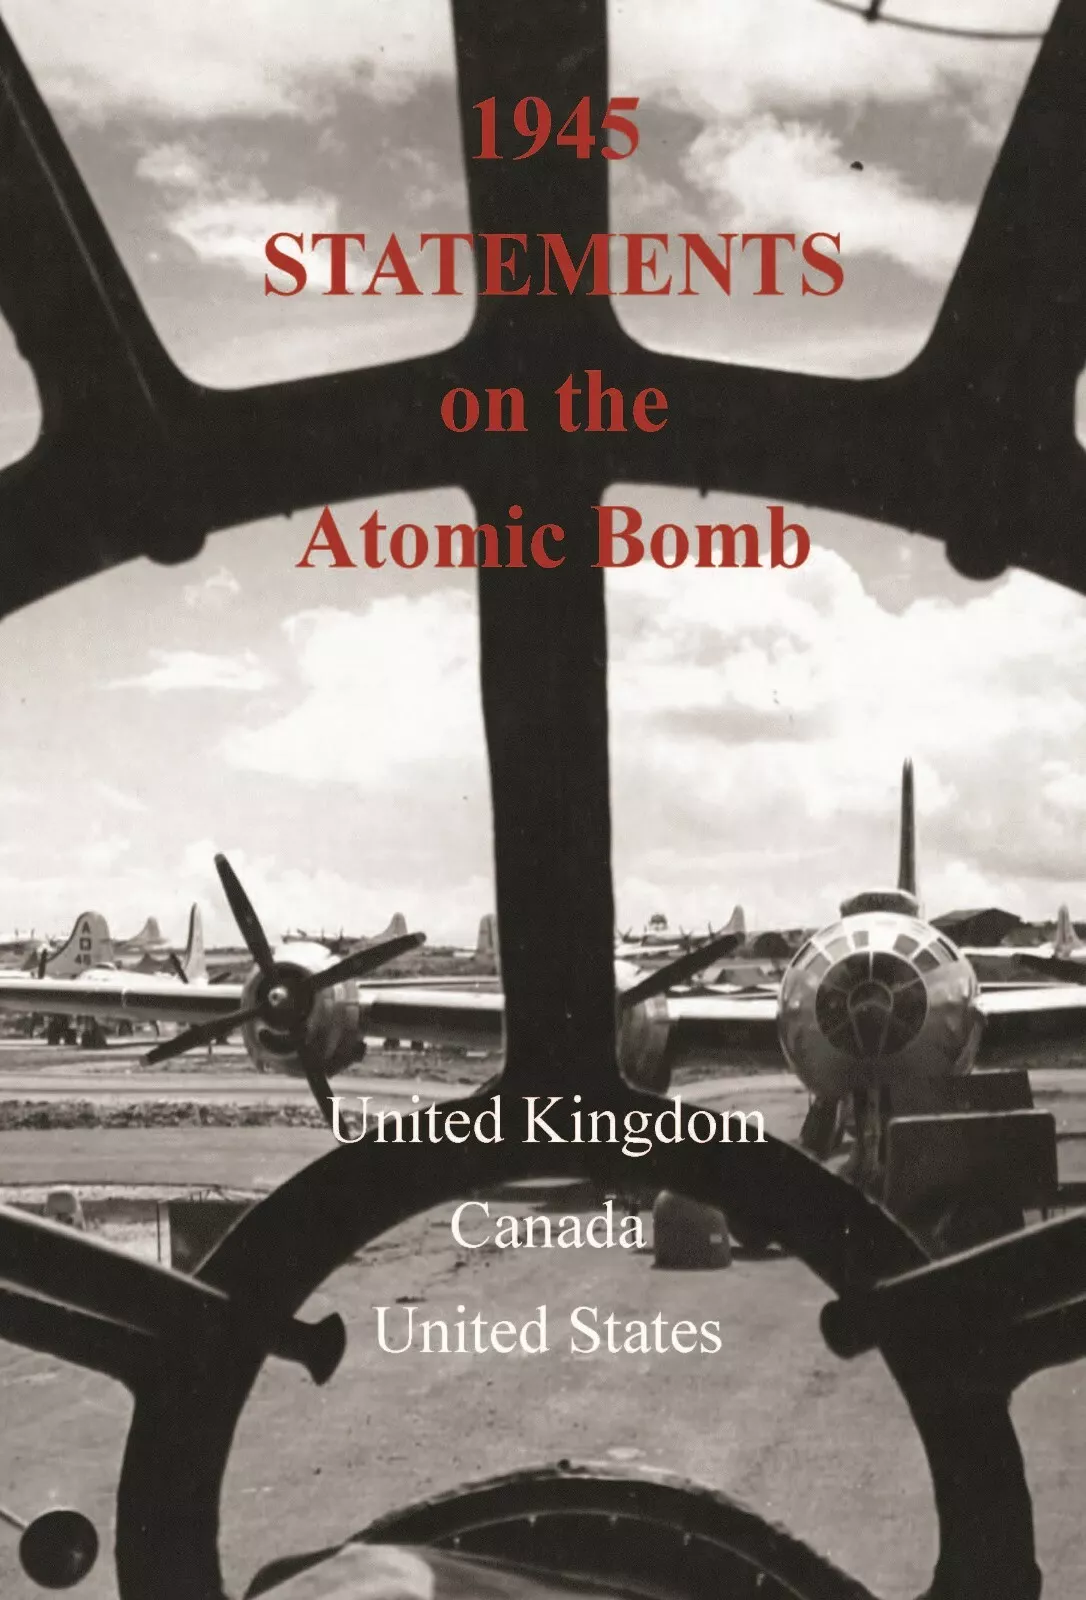 1945
STATEMENTS
on the
Atomic Bomb
A
United Kingdom
Canada
United States